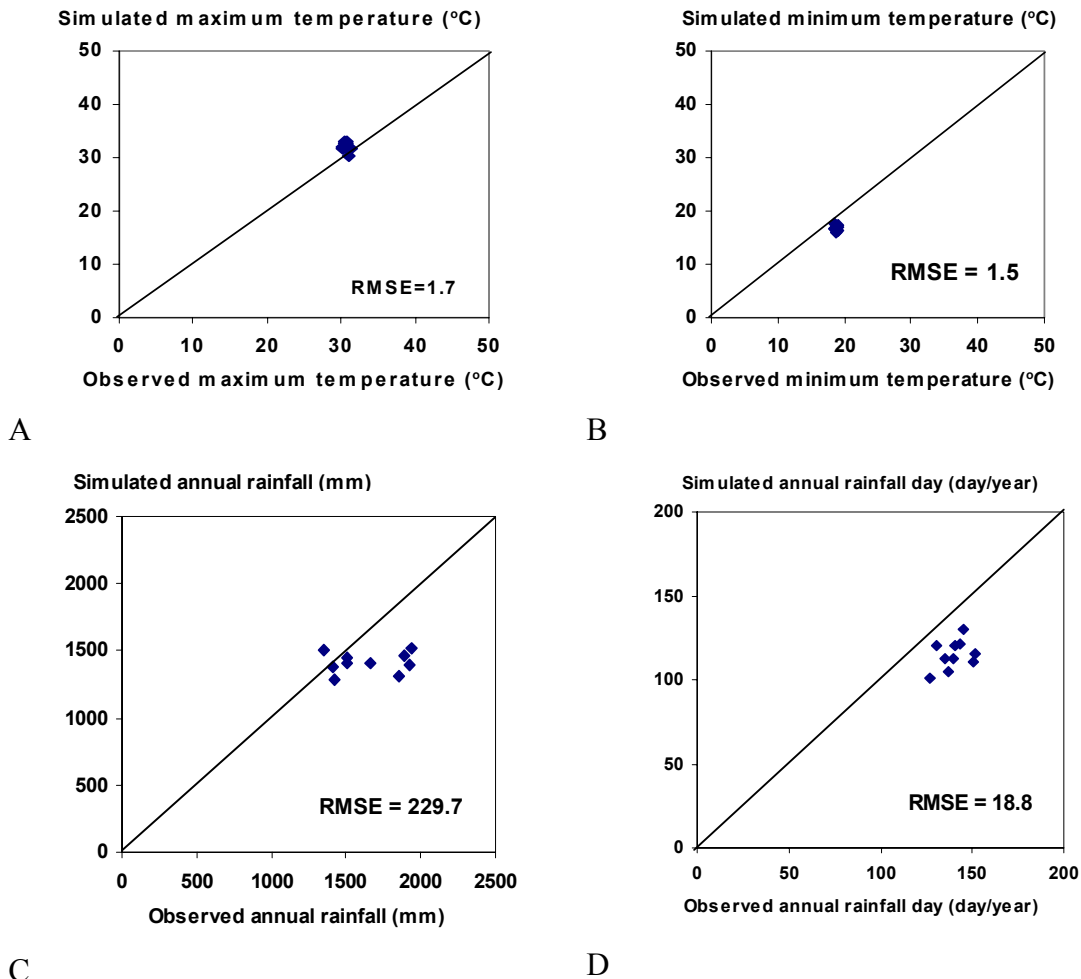 Simulated maximum temperature (ºC)
50
40
30
20
10
0
RMSE=1.7
0 10 20 30 40 50
Observed maximum temperature (ºC)
A
Simulated minimum temperature (ºC)
50
40
30
20
10
0
RMSE = 1.5
0 10 20 30 40 50
Observed minimum temperature (ºC)
B
Simulated annual rainfall (mm)
2500
2000
1500
1000
500
0
RMSE = 229.7
0 500 1000 1500 2000 2500
Observed annual rainfall (mm)
C
Simulated annual rainfall day (day/year)
200
150
100
50
0
RMSE = 18.8
0 50 100 150 200
Observed annual rainfall day (day/year)
D